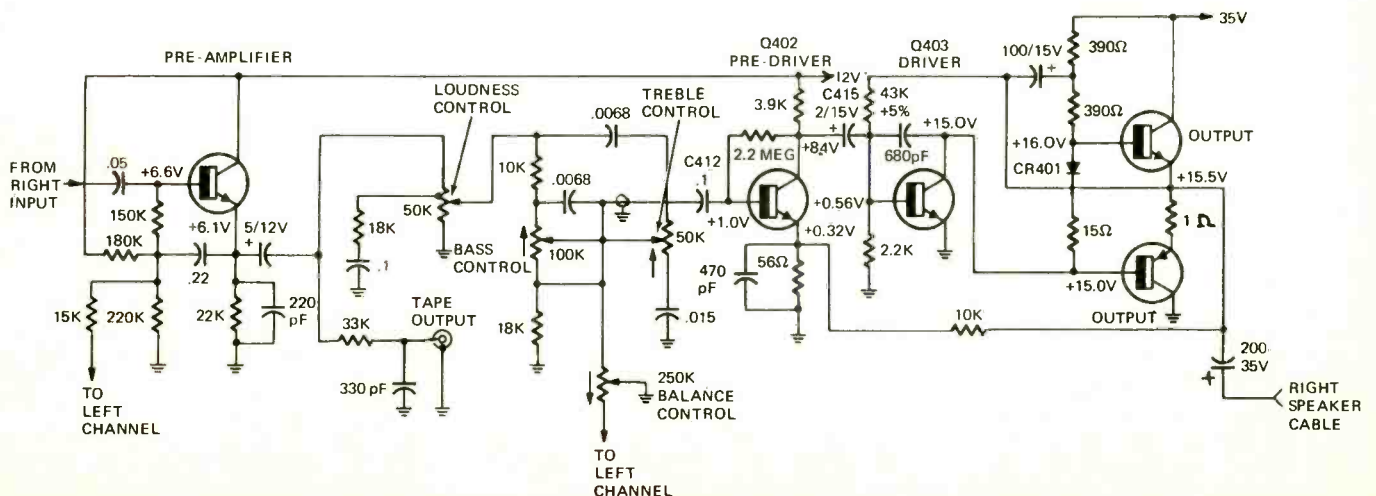 PRE-AMPLIFIER
FROM
RIGHT
INPUT
.05
+6.6V
150K
180K
+6.1V
5/12V
+
.22
15K
220K
22K
220
pF
TO
LEFT
CHANNEL
LOUDNESS
CONTROL
50K
18K
.1
33K
TAPE
OUTPUT
330 pF
BASS
CONTROL
10K
.0068
.0068
100K
18K
TREBLE
CONTROL
50K
.015
250K
BALANCE
CONTROL
TO
LEFT
CHANNEL
C412
.1
+1.0V
Q402
PRE-DRIVER
12V
3.9K
2.2 MEG
+8.4V
C415
2/15V
+
+0.32V
470
pF
56Ω
Q403
DRIVER
43K
+5%
+15.0V
680pF
+0.56V
2.2K
10K
100/15V
+
390Ω
390Ω
35V
+16.0V
CR401
15Ω
OUTPUT
+15.5V
1 Ω
+15.0V
OUTPUT
200
35V
+
RIGHT
SPEAKER
CABLE